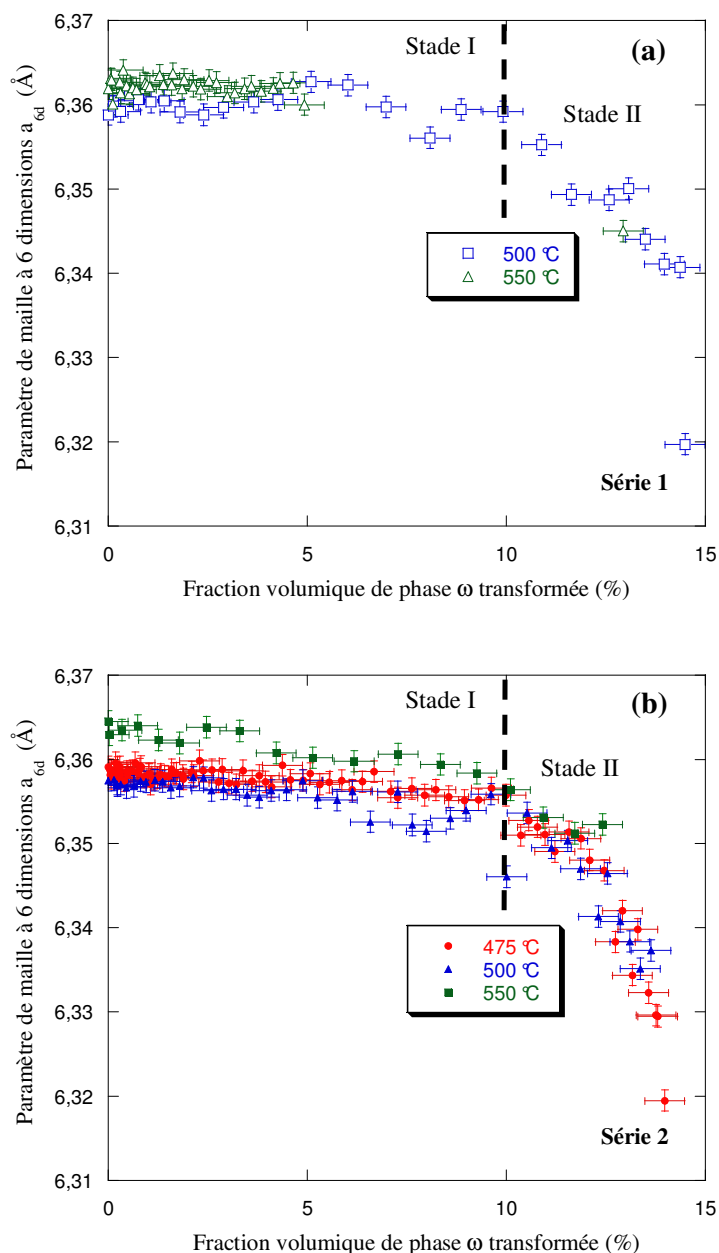 6,37
6,36
6,35
6,34
6,33
6,32
6,31
Paramètre de maille à 6 dimensions a6d (Å)
Stade I
(a)
Stade II
500 °C
550 °C
Série 1
0
5
10
15
Fraction volumique de phase ω transformée (%)
6,37
6,36
6,35
6,34
6,33
6,32
6,31
Paramètre de maille à 6 dimensions a6d (Å)
Stade I
(b)
Stade II
475 °C
500 °C
550 °C
Série 2
0
5
10
15
Fraction volumique de phase ω transformée (%)